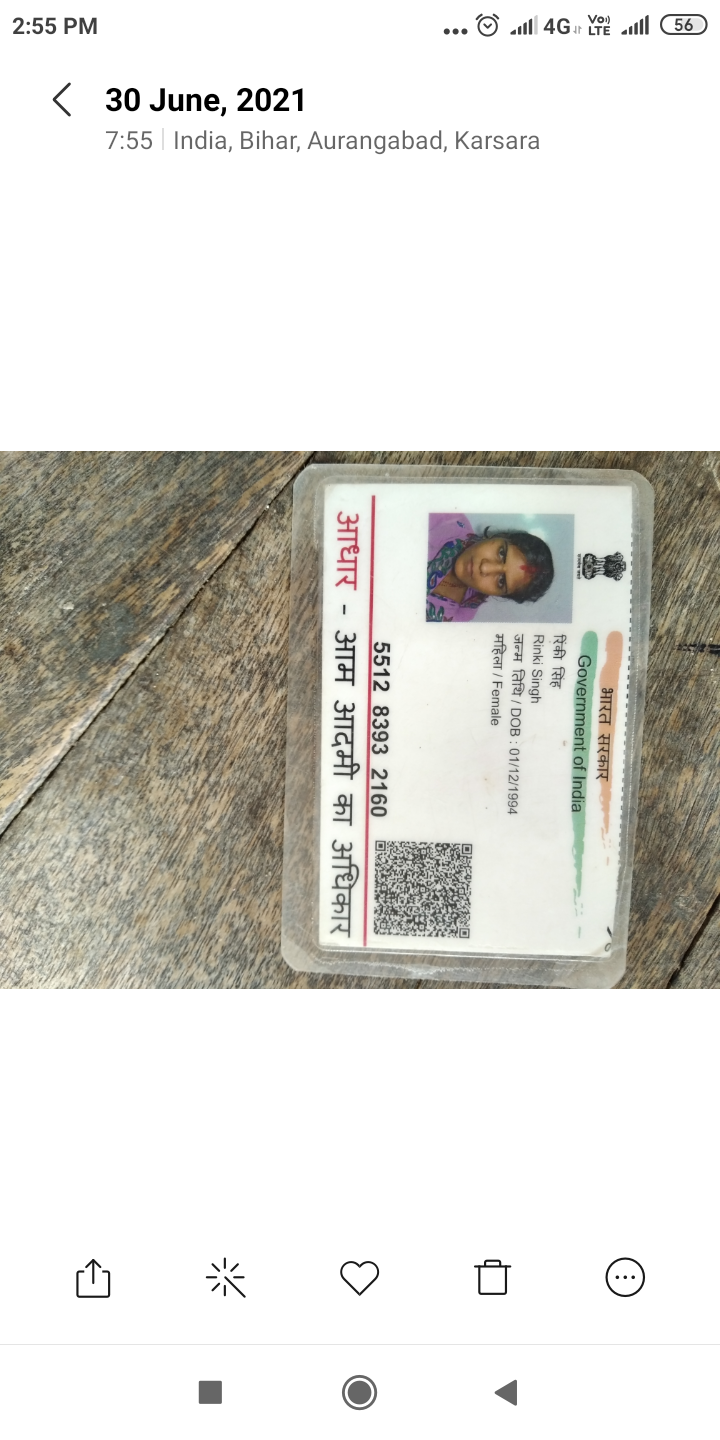 2:55 PM
4G Vo) LTE 56
30 June, 2021
7:55 | India, Bihar, Aurangabad, Karsara
भारत सरकार
Government of India
रिंकी सिंह
Rinki Singh
जन्म तिथि / DOB : 01/12/1994
महिला / Female
5512 8393 2160
आधार - आम आदमी का अधिकार